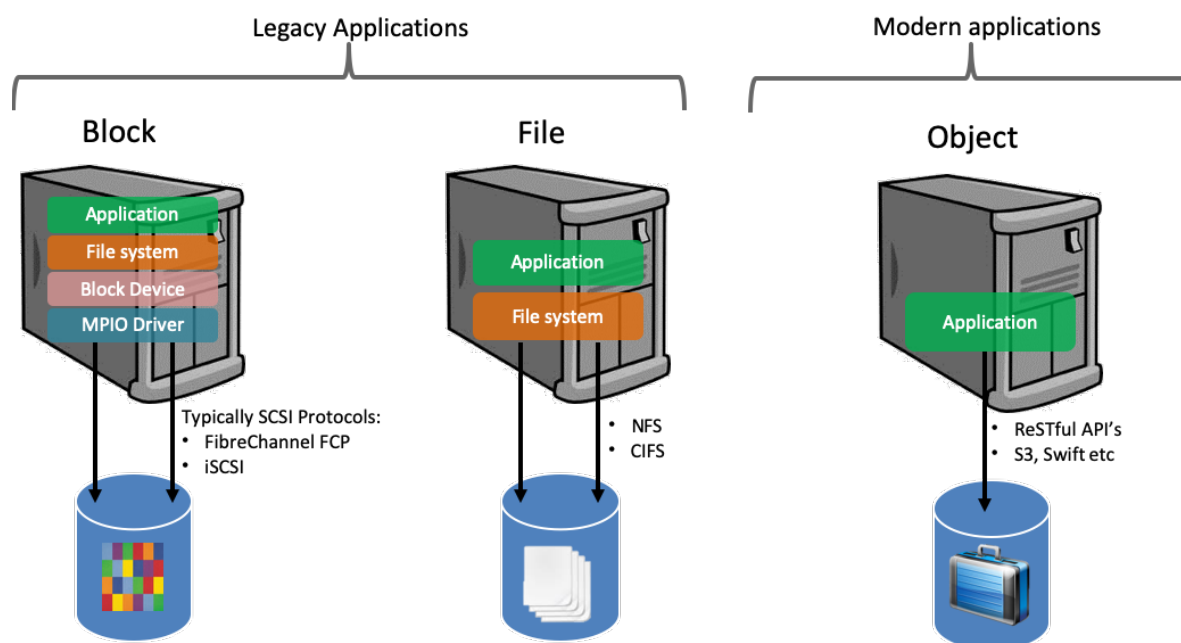 Legacy Applications
Modern applications
Block
File
Object
Application
File system
Block Device
MPIO Driver
Application
File system
Application
Typically SCSI Protocols:
• FibreChannel FCP
• iSCSI
• NFS
• CIFS
• ReSTful API's
• S3, Swift etc